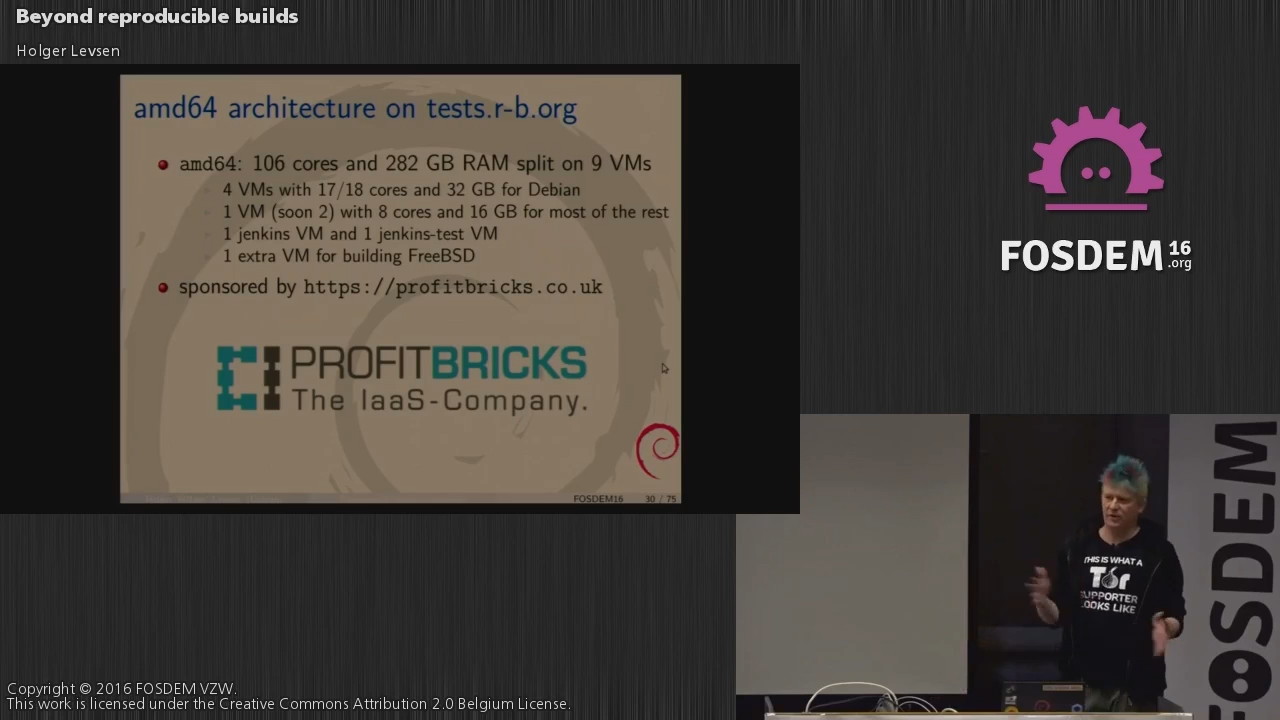 Beyond reproducible builds
Holger Levsen
amd64 architecture on tests.r-b.org
amd64: 106 cores and 282 GB RAM split on 9 VMs
4 VMs with 17/18 cores and 32 GB for Debian
1 VM (soon 2) with 8 cores and 16 GB for most of the rest
1 jenkins VM and 1 jenkins-test VM
1 extra VM for building FreeBSD
sponsored by https://profitbricks.co.uk
PROFITBRICKS
The IaaS-Company.
FOSDEM16 30 / 75
FOSDEM 16
.org
THIS IS WHAT A
Tor
SUPPORTER
LOOKS LIKE
FOSDEM
Copyright © 2016 FOSDEM VZW.
This work is licensed under the Creative Commons Attribution 2.0 Belgium License.